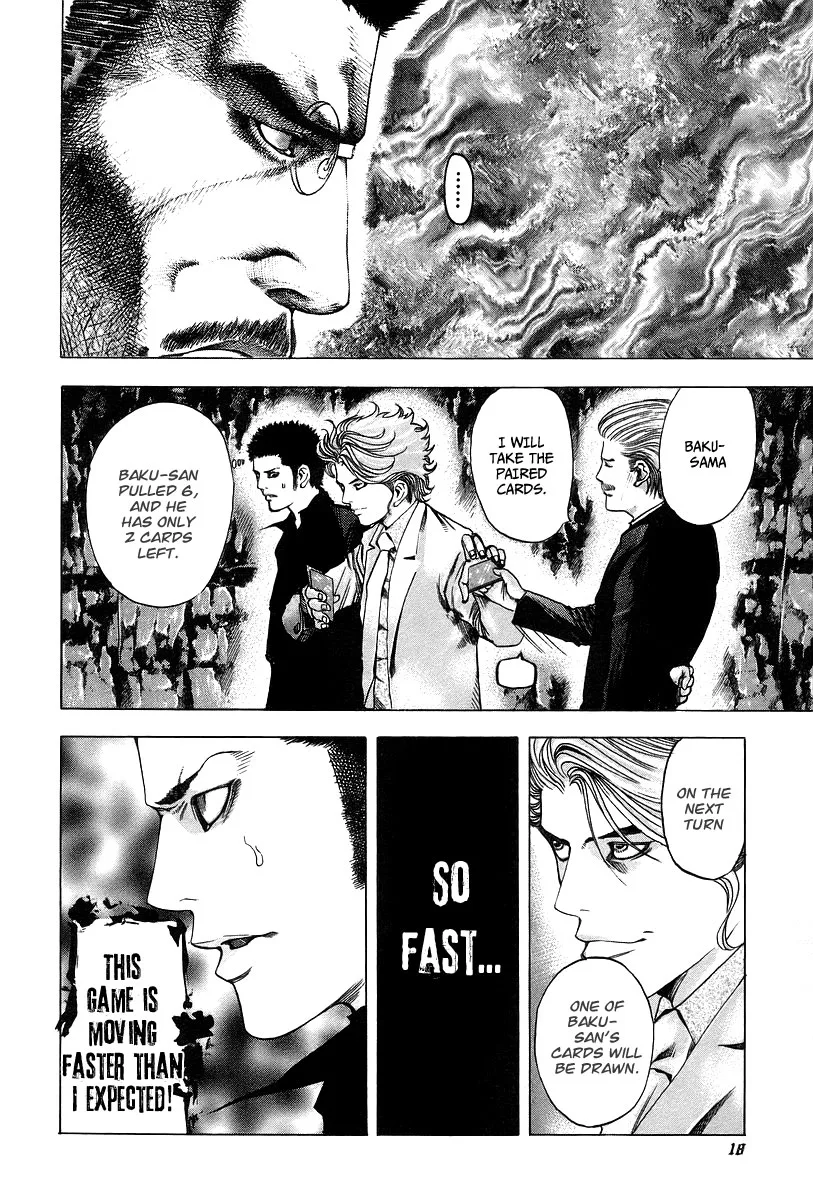 ......
BAKU-
SAMA
I WILL
TAKE THE
PAIRED
CARDS.
BAKU-SAN
PULLED 6,
AND HE
HAS ONLY
2 CARDS
LEFT.
ON THE
NEXT
TURN
ONE OF
BAKU-
SAN'S
CARDS WILL
BE DRAWN.
SO
FAST...
THIS
GAME IS
MOVING
FASTER THAN
I EXPECTED!
18